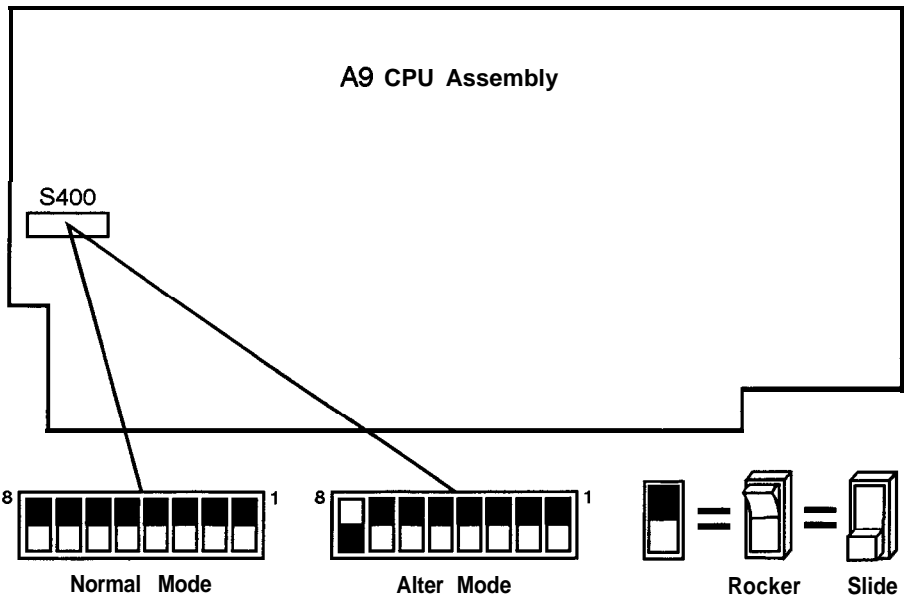 A9 CPU Assembly
S400
8 1
8 1
Normal Mode
Alter Mode
Rocker
Slide